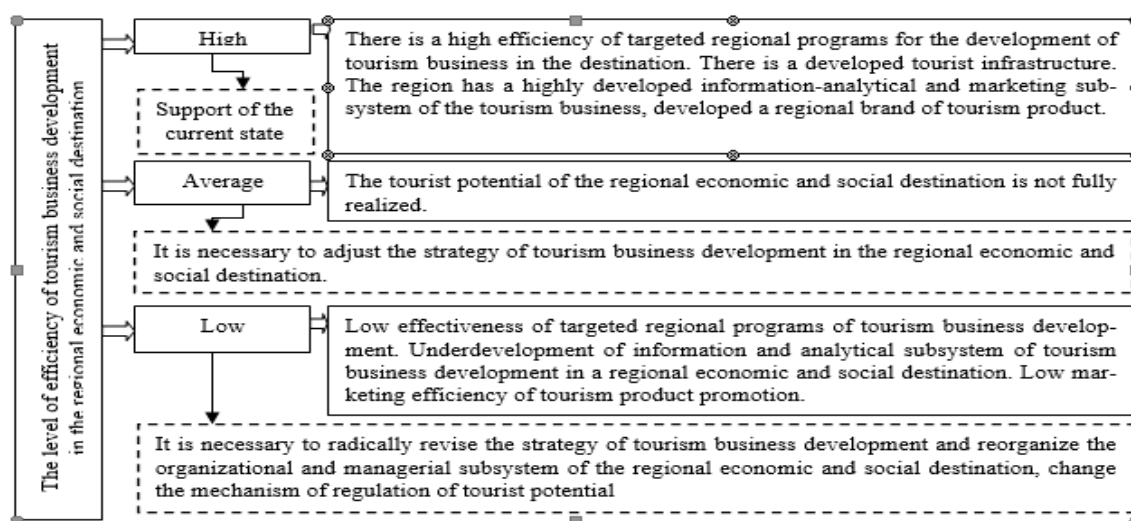 The level of efficiency of tourism business development
in the regional economic and social destination
High
There is a high efficiency of targeted regional programs for the development of
tourism business in the destination. There is a developed tourist infrastructure.
The region has a highly developed information-analytical and marketing sub-
system of the tourism business, developed a regional brand of tourism product.
Support of the
current state
Average
The tourist potential of the regional economic and social destination is not fully
realized.
It is necessary to adjust the strategy of tourism business development in the regional economic and
social destination.
Low
Low effectiveness of targeted regional programs of tourism business develop-
ment. Underdevelopment of information and analytical subsystem of tourism
business development in a regional economic and social destination. Low mar-
keting efficiency of tourism product promotion.
It is necessary to radically revise the strategy of tourism business development and reorganize the
organizational and managerial subsystem of the regional economic and social destination, change
the mechanism of regulation of tourist potential